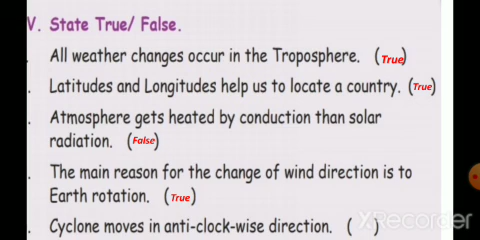 V. State True/ False.
. All weather changes occur in the Troposphere. (True)
. Latitudes and Longitudes help us to locate a country. (True)
. Atmosphere gets heated by conduction than solar
radiation. (False)
. The main reason for the change of wind direction is to
Earth rotation. (True)
. Cyclone moves in anti-clock-wise direction. ( )
XRecorder